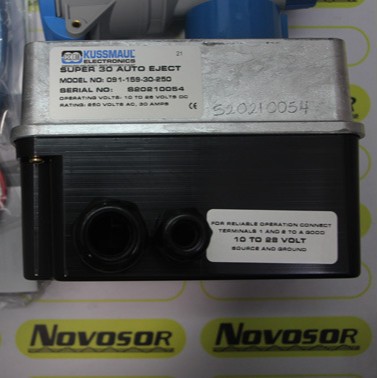 KUSSMAUL
ELECTRONICS
21
SUPER 30 AUTO EJECT
MODEL NO: 091-159-30-250
SERIAL NO: S20210054
OPERATING VOLTS: 10 TO 28 VOLTS DC
RATING: 250 VOLTS AC, 30 AMPS
CE
S20210054
FOR RELIABLE OPERATION CONNECT
TERMINALS 1 AND 2 TO A GOOD
10 TO 28 VOLT
SOURCE AND GROUND
NOVOSOR
NOVOSOR